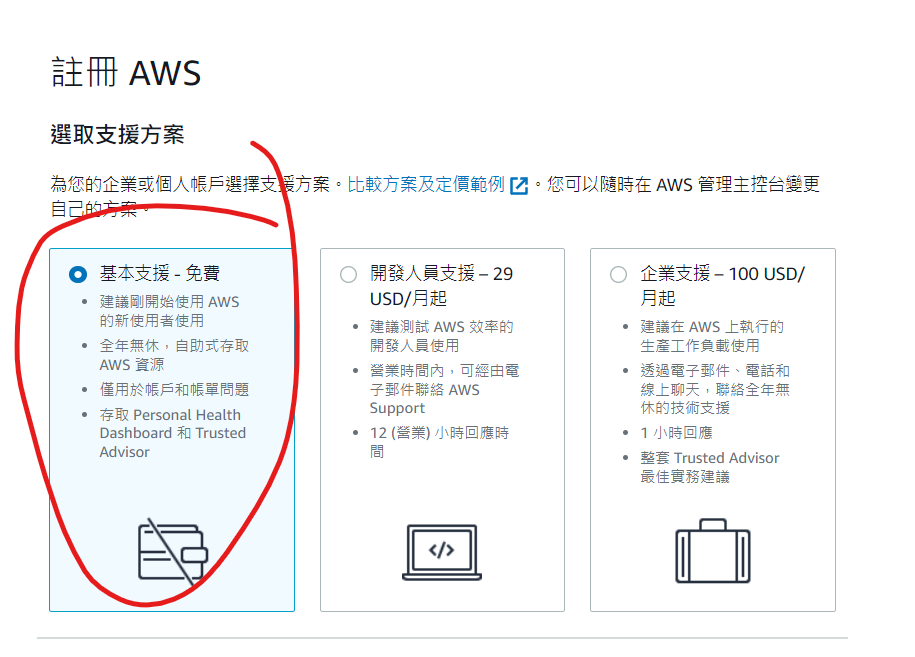 註冊 AWS
選取支援方案
為您的企業或個人帳戶選擇支援方案。比較方案及定價範例。您可以隨時在 AWS 管理主控台變更
自己的方案。
基本支援 - 免費
• 建議剛開始使用 AWS
的新使用者使用
• 全年無休，自助式存取
AWS 資源
• 僅用於帳戶和帳單問題
• 存取 Personal Health
Dashboard 和 Trusted
Advisor
開發人員支援 – 29
USD/月起
• 建議測試 AWS 效率的
開發人員使用
• 營業時間內，可經由電
子郵件聯絡 AWS
Support
• 12 (營業) 小時回應時
間
</>
企業支援 – 100 USD/
月起
• 建議在 AWS 上執行的
生產工作負載使用
• 透過電子郵件、電話和
線上聊天，聯絡全年無
休的技術支援
• 1 小時回應
• 整套 Trusted Advisor
最佳實務建議